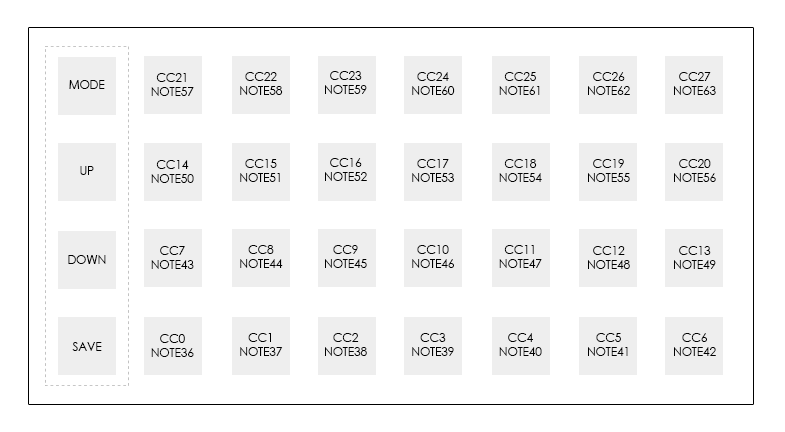 MODE
CC21
NOTE57
CC22
NOTE58
CC23
NOTE59
CC24
NOTE60
CC25
NOTE61
CC26
NOTE62
CC27
NOTE63
UP
CC14
NOTE50
CC15
NOTE51
CC16
NOTE52
CC17
NOTE53
CC18
NOTE54
CC19
NOTE55
CC20
NOTE56
DOWN
CC7
NOTE43
CC8
NOTE44
CC9
NOTE45
CC10
NOTE46
CC11
NOTE47
CC12
NOTE48
CC13
NOTE49
SAVE
CC0
NOTE36
CC1
NOTE37
CC2
NOTE38
CC3
NOTE39
CC4
NOTE40
CC5
NOTE41
CC6
NOTE42